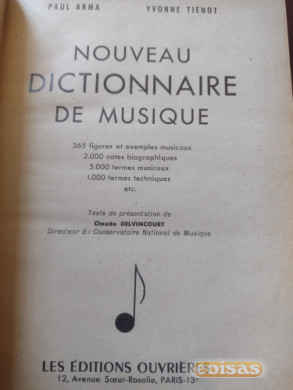 PAUL ARMA YVONNE TIENOT
NOUVEAU
DICTIONNAIRE
DE MUSIQUE
365 figures et exemples musicaux
2.000 notes biographiques
5.000 termes musicaux
1.000 termes techniques
etc.
Texte de présentation de
Claude DELVINCOURT
Directeur du Conservatoire National de Musique
LES ÉDITIONS OUVRIÈRES
12, Avenue Sœur-Rosalie, PARIS-13e
coisas